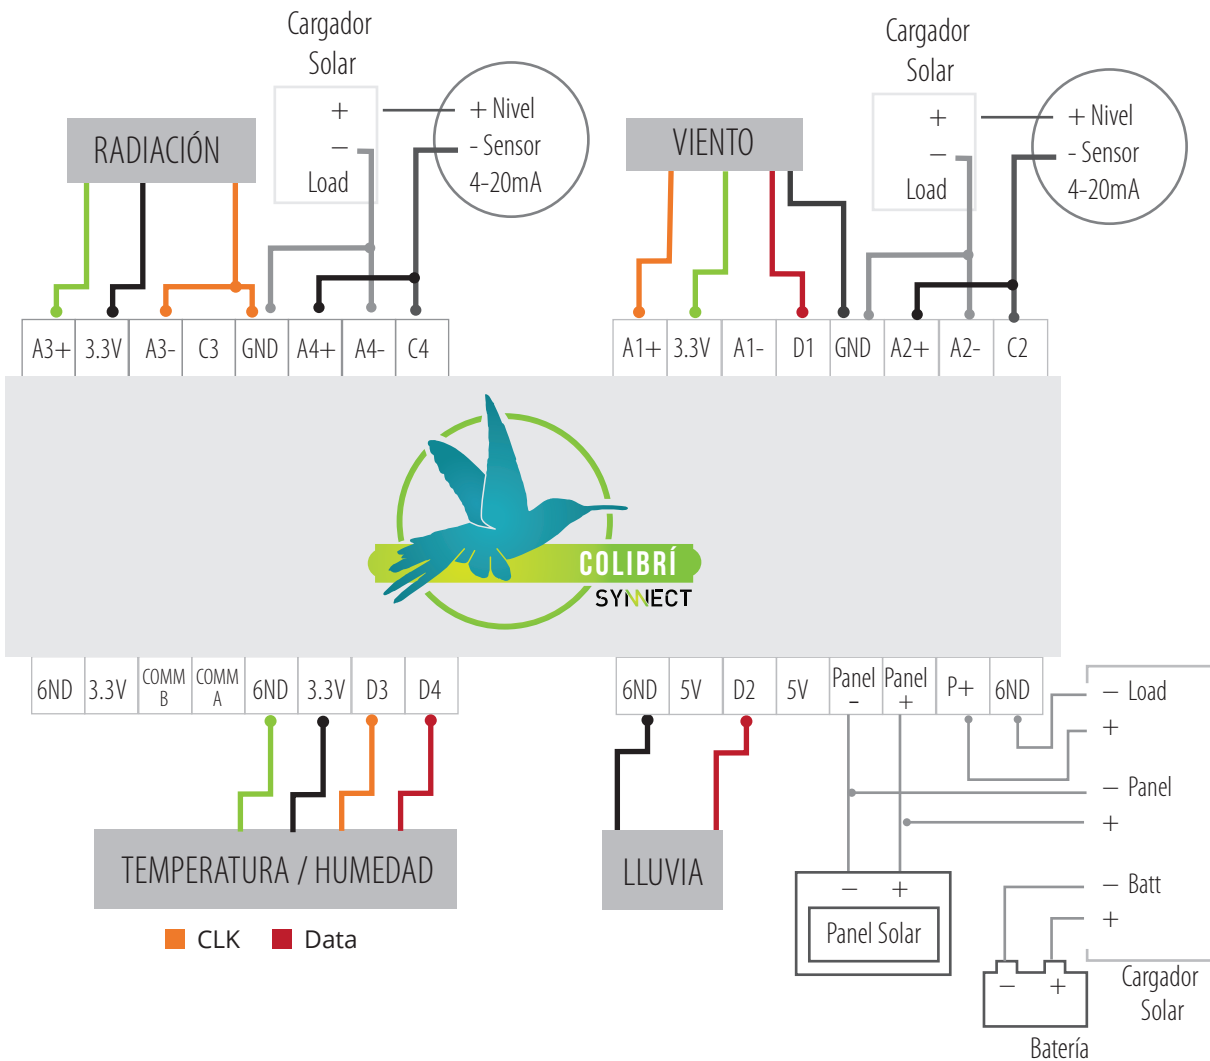 Cargador
Solar
+
−
Load
+ Nivel
- Sensor
4-20mA
RADIACIÓN
Cargador
Solar
+
−
Load
+ Nivel
- Sensor
4-20mA
VIENTO
A3+ 3.3V A3- C3 GND A4+ A4- C4
A1+ 3.3V A1- D1 GND A2+ A2- C2
COLIBRÍ
SYNNECT
6ND 3.3V COMM B COMM A 6ND 3.3V D3 D4
6ND 5V D2 5V Panel - Panel + P+ 6ND
− Load
+
− Panel
+
− Batt
+
Cargador
Solar
TEMPERATURA / HUMEDAD
CLK Data
LLUVIA
− +
Panel Solar
− +
Batería